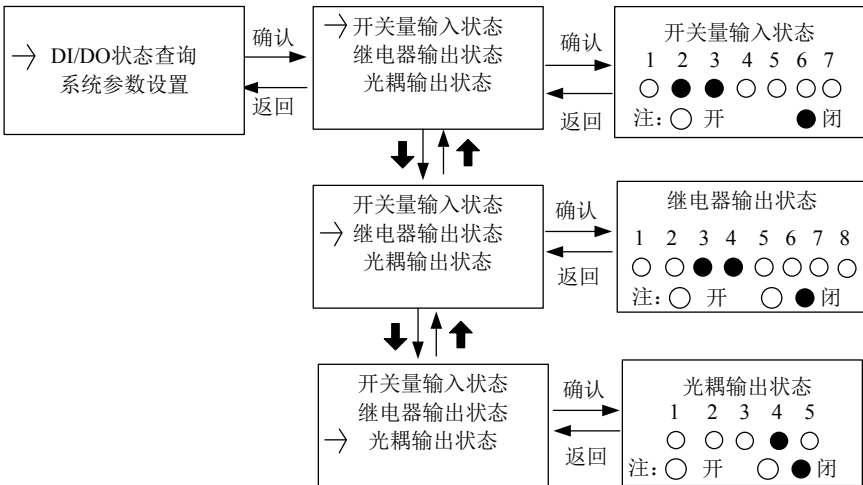 → DI/DO状态查询
系统参数设置
确认
返回
→ 开关量输入状态
继电器输出状态
光耦输出状态
确认
返回
开关量输入状态
1 2 3 4 5 6 7
○ ● ● ○ ○ ○ ○
注:○ 开 ● 闭
开关量输入状态
→ 继电器输出状态
光耦输出状态
确认
返回
继电器输出状态
1 2 3 4 5 6 7 8
○ ○ ● ● ○ ○ ○ ○
注:○ 开 ○ ● 闭
开关量输入状态
继电器输出状态
→ 光耦输出状态
确认
返回
光耦输出状态
1 2 3 4 5
○ ○ ○ ● ○
注:○ 开 ○ ● 闭